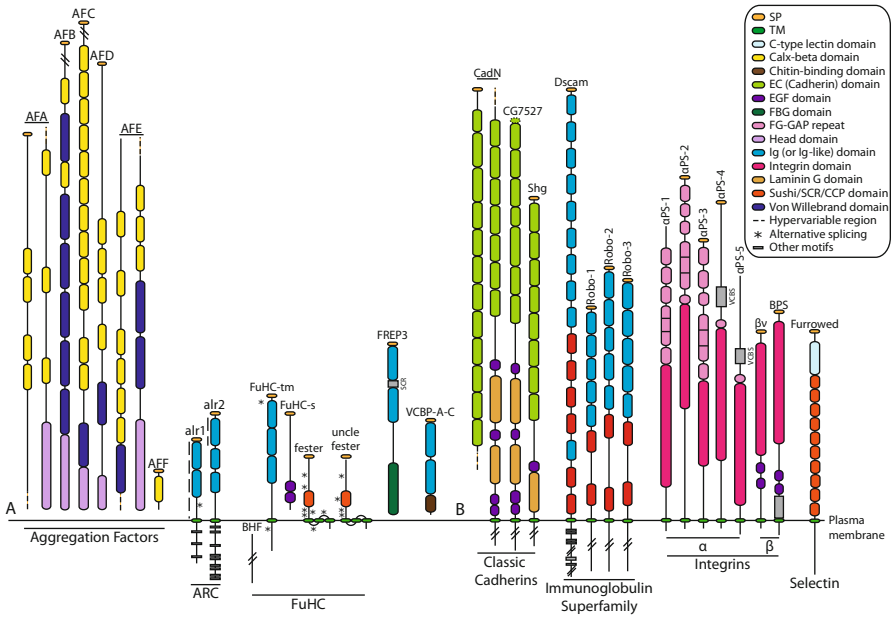 AFA
AFB
AFC
AFD
AFE
AFF
A
Aggregation Factors
alr1
alr2
ARC
BHF
FuHC-tm
FuHC-s
fester
uncle
fester
FuHC
FREP3
SCR
VCBP-A-C
B
CadN
CG7527
Shg
Classic
Cadherins
Dscam
Robo-1
Robo-2
Robo-3
Immunoglobulin
Superfamily
αPS-1
αPS-2
αPS-3
αPS-4
VCBS
αPS-5
VCBS
βν
BPS
α
β
Integrins
Furrowed
Selectin
Plasma
membrane
SP
TM
C-type lectin domain
Calx-beta domain
Chitin-binding domain
EC (Cadherin) domain
EGF domain
FBG domain
FG-GAP repeat
Head domain
Ig (or Ig-like) domain
Integrin domain
Laminin G domain
Sushi/SCR/CCP domain
Von Willebrand domain
Hypervariable region
* Alternative splicing
Other motifs